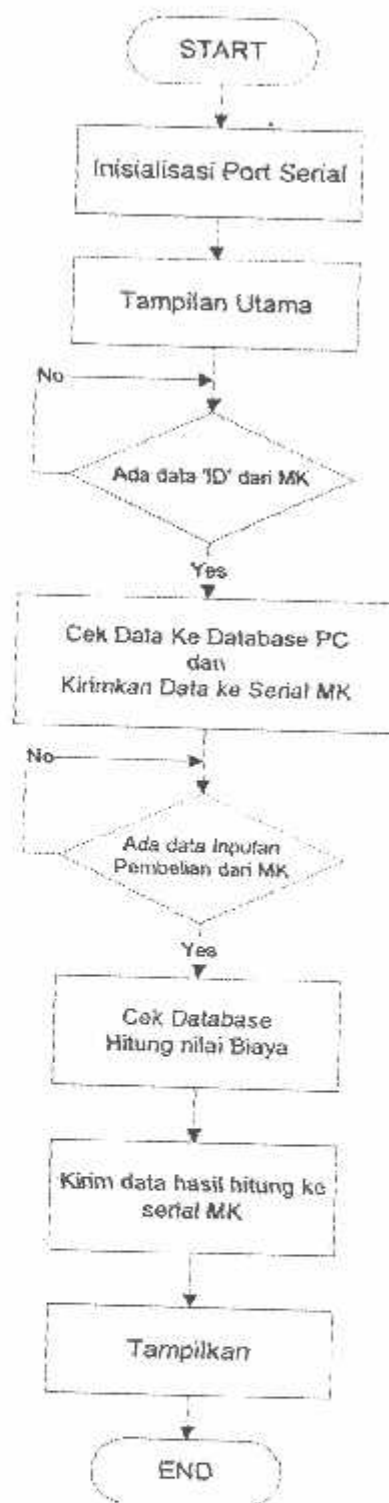 START
Inisialisasi Port Serial
Tampilan Utama
No
Ada data 'ID' dari MK
Yes
Cek Data Ke Database PC
dan
Kirimkan Data ke Serial MK
No
Ada data Inputan
Pembelian dari MK
Yes
Cek Database
Hitung nilai Biaya
Kirim data hasil hitung ke
serial MK
Tampilkan
END